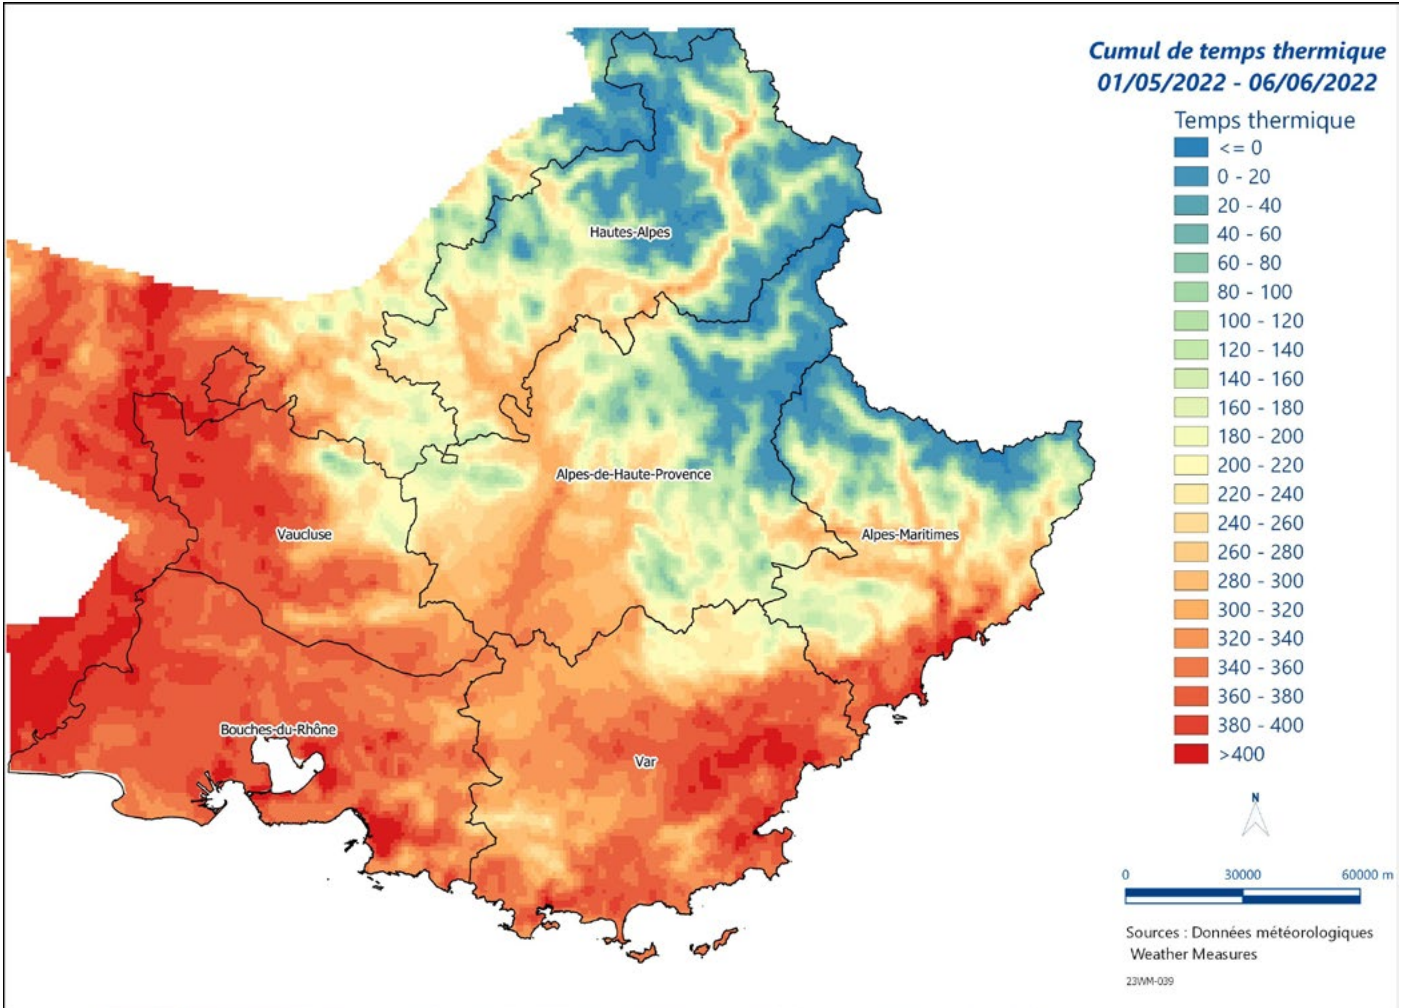 Cumul de temps thermique
01/05/2022 - 06/06/2022
Temps thermique
<= 0
0 - 20
20 - 40
40 - 60
60 - 80
80 - 100
100 - 120
120 - 140
140 - 160
160 - 180
180 - 200
200 - 220
220 - 240
240 - 260
260 - 280
280 - 300
300 - 320
320 - 340
340 - 360
360 - 380
380 - 400
>400
Hautes-Alpes
Alpes-de-Haute-Provence
Vaucluse
Alpes-Maritimes
Bouches-du-Rhône
Var
N
0 30000 60000 m
Sources : Données météorologiques
Weather Measures
23WM-039